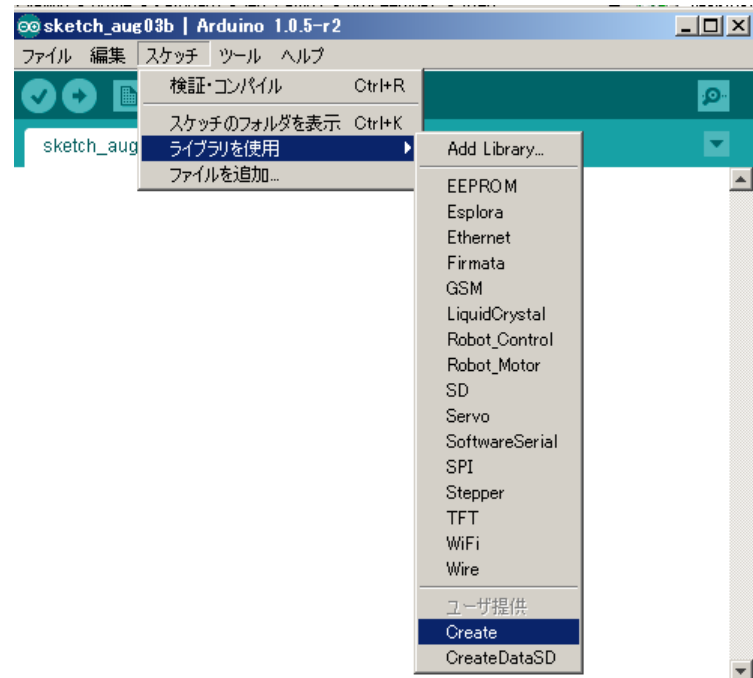 sketch_aug03b | Arduino 1.0.5-r2
ファイル 編集 スケッチ ツール ヘルプ
検証・コンパイル Ctrl+R
スケッチのフォルダを表示 Ctrl+K
sketch_aug
ライブラリを使用
ファイルを追加...
Add Library...
EEPROM
Esplora
Ethernet
Firmata
GSM
LiquidCrystal
Robot_Control
Robot_Motor
SD
Servo
SoftwareSerial
SPI
Stepper
TFT
WiFi
Wire
ユーザ提供
Create
CreateDataSD